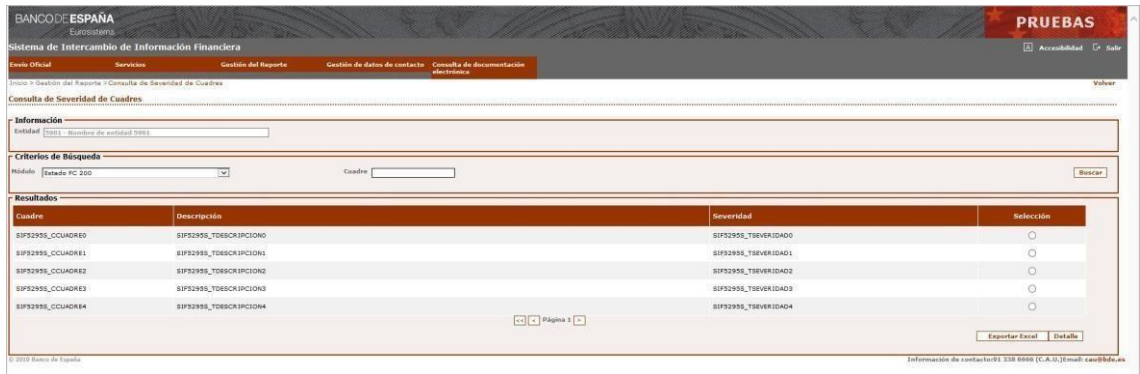 BANCODEESPAÑA
Eurosistema
PRUEBAS
Sistema de Intercambio de Información Financiera
Accesibilidad Salir
Envío Oficial Servicios Gestión del Reporte Gestión de datos de contacto Consulta de documentación electrónica
Inicio > Gestión del Reporte > Consulta de Severidad de Cuadres
Volver
Consulta de Severidad de Cuadres
Información
Entidad 5901 - Nombre de entidad 5901
Criterios de Búsqueda
Módulo Estado FC 200 Cuadre Buscar
Resultados
Cuadre Descripción Severidad Selección
SIF5295S_CCUADRE0 SIF5295S_TDESCRIPCION0 SIF5295S_TSEVERIDAD0
SIF5295S_CCUADRE1 SIF5295S_TDESCRIPCION1 SIF5295S_TSEVERIDAD1
SIF5295S_CCUADRE2 SIF5295S_TDESCRIPCION2 SIF5295S_TSEVERIDAD2
SIF5295S_CCUADRE3 SIF5295S_TDESCRIPCION3 SIF5295S_TSEVERIDAD3
SIF5295S_CCUADRE4 SIF5295S_TDESCRIPCION4 SIF5295S_TSEVERIDAD4
<< < Página 1 >
Exportar Excel Detalle
© 2010 Banco de España
Información de contacto:91 338 6666 (C.A.U.)Email: cau@bde.es